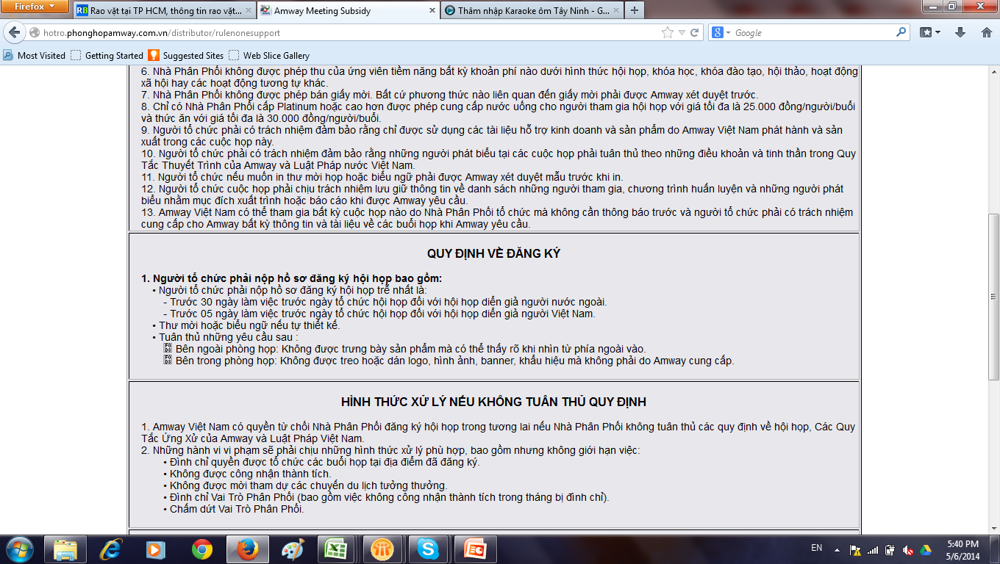 Firefox
RB Rao vặt tại TP HCM, thông tin rao vặt...
Amway Meeting Subsidy
Thâm nhập Karaoke ôm Tây Ninh - G...
hotro.phonghopamway.com.vn/distributor/rulenonesupport
8 Google
Most Visited Getting Started Suggested Sites Web Slice Gallery
6. Nhà Phân Phối không được phép thu của ứng viên tiềm năng bất kỳ khoản phí nào dưới hình thức hội họp, khóa học, khóa đào tạo, hội thảo, hoạt động
xã hội hay các hoạt động tương tự khác.
7. Nhà Phân Phối không được phép bán giấy mời. Bất cứ phương thức nào liên quan đến giấy mời phải được Amway xét duyệt trước.
8. Chỉ có Nhà Phân Phối cấp Platinum hoặc cao hơn được phép cung cấp nước uống cho người tham gia hội họp với giá tối đa là 25.000 đồng/người/buổi
và thức ăn với giá tối đa là 30.000 đồng/người/buổi.
9. Người tổ chức phải có trách nhiệm đảm bảo rằng chỉ được sử dụng các tài liệu hỗ trợ kinh doanh và sản phẩm do Amway Việt Nam phát hành và sản
xuất trong các cuộc họp này.
10. Người tổ chức phải có trách nhiệm đảm bảo rằng những người phát biểu tại các cuộc họp phải tuân thủ theo những điều khoản và tinh thần trong Quy
Tắc Thuyết Trình của Amway và Luật Pháp nước Việt Nam.
11. Người tổ chức nếu muốn in thư mời họp hoặc biểu ngữ phải được Amway xét duyệt mẫu trước khi in.
12. Người tổ chức cuộc họp phải chịu trách nhiệm lưu giữ thông tin về danh sách những người tham gia, chương trình huấn luyện và những người phát
biểu nhằm mục đích xuất trình hoặc báo cáo khi được Amway yêu cầu.
13. Amway Việt Nam có thể tham gia bất kỳ cuộc họp nào do Nhà Phân Phối tổ chức mà không cần thông báo trước và người tổ chức phải có trách nhiệm
cung cấp cho Amway bất kỳ thông tin và tài liệu về các buổi họp khi Amway yêu cầu.
QUY ĐỊNH VỀ ĐĂNG KÝ
1. Người tổ chức phải nộp hồ sơ đăng ký hội họp bao gồm:
• Người tổ chức phải nộp hồ sơ đăng ký hội họp trễ nhất là:
- Trước 30 ngày làm việc trước ngày tổ chức hội họp đối với hội họp diễn giả người nước ngoài.
- Trước 05 ngày làm việc trước ngày tổ chức hội họp đối với hội họp diễn giả người Việt Nam.
• Thư mời hoặc biểu ngữ nếu tự thiết kế.
• Tuân thủ những yêu cầu sau :
Bên ngoài phòng họp: Không được trưng bày sản phẩm mà có thể thấy rõ khi nhìn từ phía ngoài vào.
Bên trong phòng họp: Không được treo hoặc dán logo, hình ảnh, banner, khẩu hiệu mà không phải do Amway cung cấp.
HÌNH THỨC XỬ LÝ NẾU KHÔNG TUÂN THỦ QUY ĐỊNH
1. Amway Việt Nam có quyền từ chối Nhà Phân Phối đăng ký hội họp trong tương lai nếu Nhà Phân Phối không tuân thủ các quy định về hội họp, Các Quy
Tắc Ứng Xử của Amway và Luật Pháp Việt Nam.
2. Những hành vi vi phạm sẽ phải chịu những hình thức xử lý phù hợp, bao gồm nhưng không giới hạn việc:
• Đình chỉ quyền được tổ chức các buổi họp tại địa điểm đã đăng ký.
• Không được công nhận thành tích.
• Không được mời tham dự các chuyến du lịch tưởng thưởng.
• Đình chỉ Vai Trò Phân Phối (bao gồm việc không công nhận thành tích trong tháng bị đình chỉ).
• Chấm dứt Vai Trò Phân Phối.
EN
5:40 PM
5/6/2014